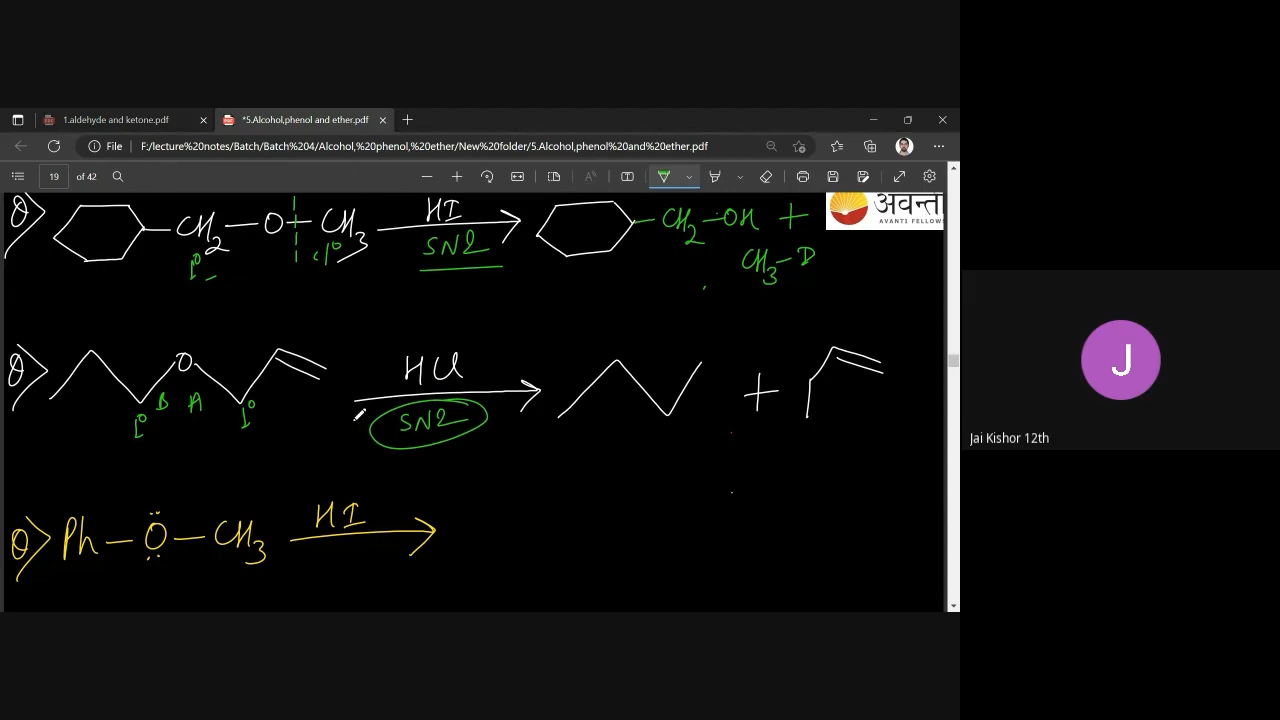 1.aldehyde and ketone.pdf
*5.Alcohol,phenol and ether.pdf
File
F:/lecture%20notes/Batch/Batch%204/Alcohol,%20phenol,%20ether/New%20folder/5.Alcohol,phenol%20and%20ether.pdf
19 of 42
Q> CH2 — O — CH3 HI SN2 CH2 — OH +
1° 1° CH3 — I
अवन्ता
AVANTI FELLOWS
Q> O HCl SN2 +
1° B A 1°
Q> Ph — O — CH3 HI
J
Jai Kishor 12th